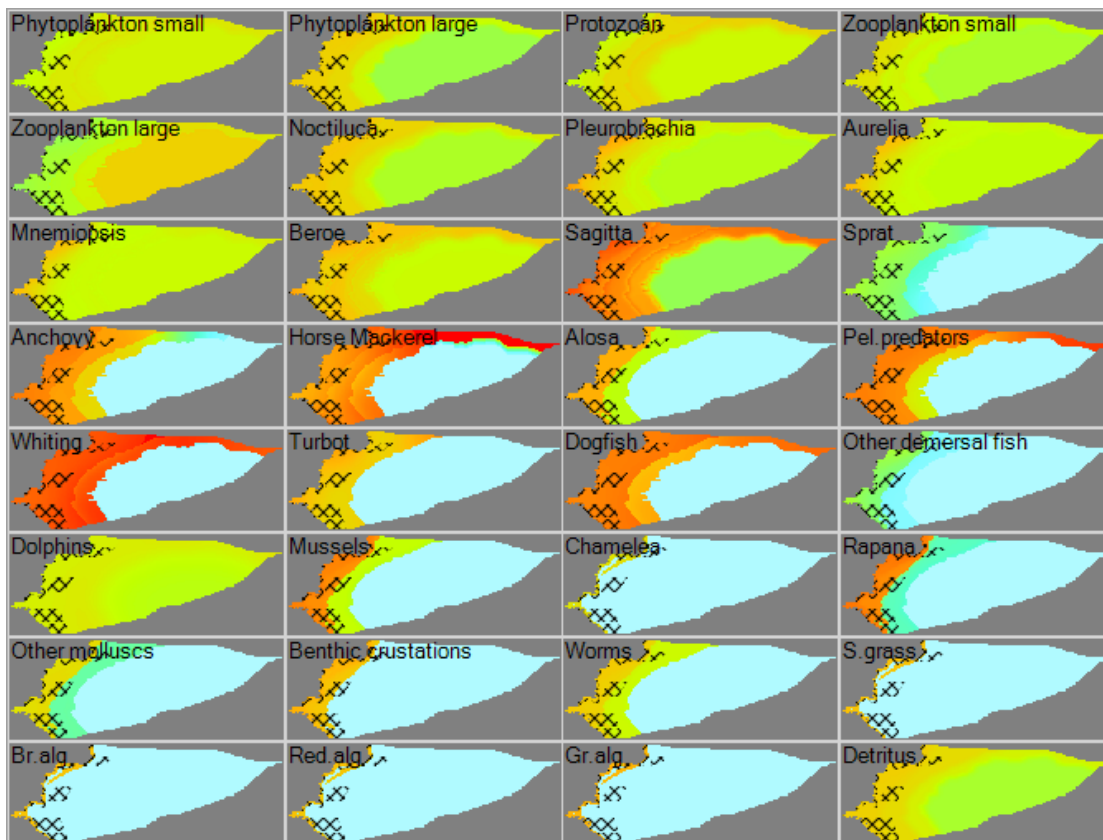 Phytoplankton small
Phytoplankton large
Protozoan
Zooplankton small
Zooplankton large
Noctiluca
Pleurobrachia
Aurelia
Mnemiopsis
Beroe
Sagitta
Sprat
Anchovy
Horse Mackerel
Alosa
Pel.predators
Whiting
Turbot
Dogfish
Other demersal fish
Dolphins
Mussels
Chamelea
Rapana
Other molluscs
Benthic crustations
Worms
S.grass
Br.alg.
Red.alg.
Gr.alg.
Detritus